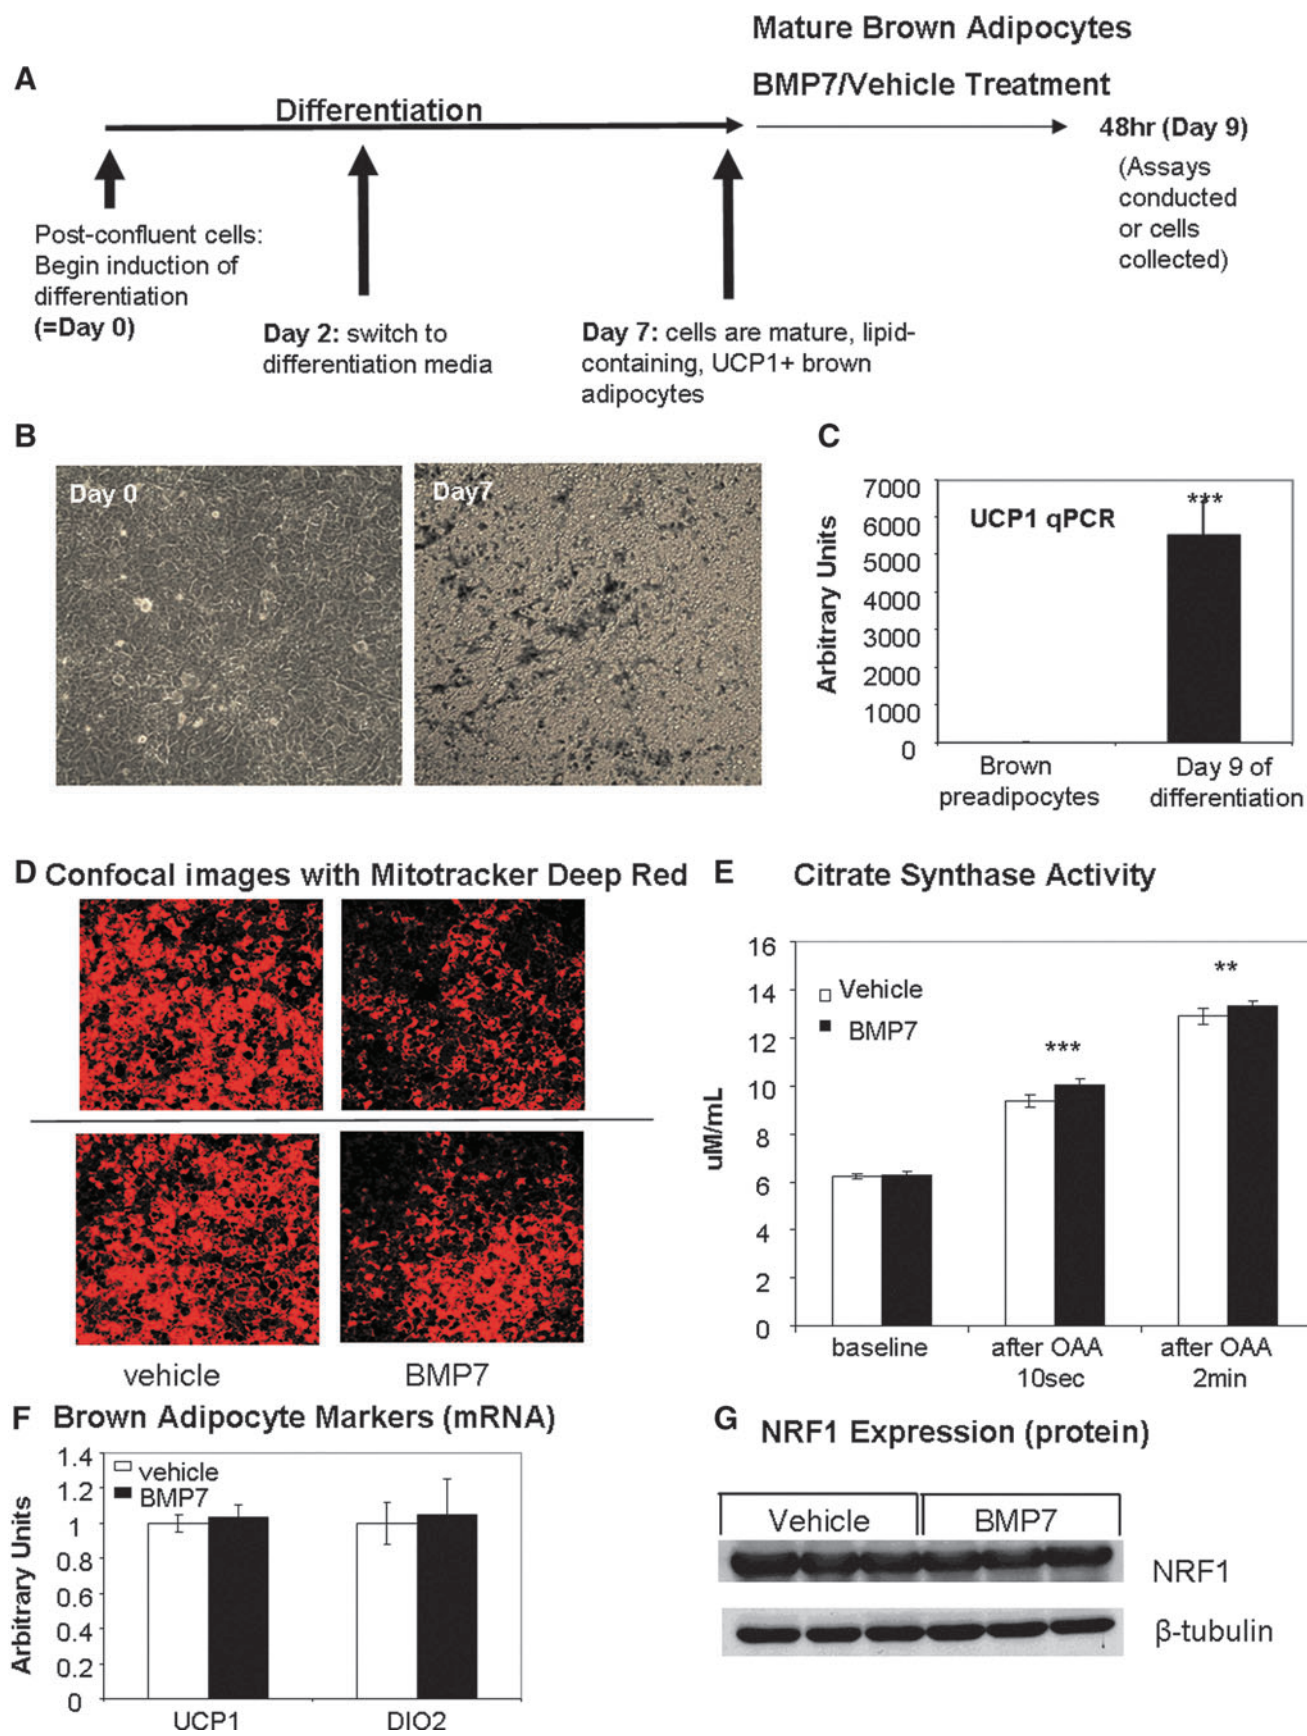 Mature Brown Adipocytes
A
BMP7/Vehicle Treatment
Differentiation
48hr (Day 9)
(Assays
conducted
or cells
collected)
Post-confluent cells:
Begin induction of
differentiation
(=Day 0)
Day 2: switch to
differentiation media
Day 7: cells are mature, lipid-
containing, UCP1+ brown
adipocytes
B
Day 0
Day7
C
UCP1 qPCR
***
Arbitrary Units
7000
6000
5000
4000
3000
2000
1000
0
Brown
preadipocytes
Day 9 of
differentiation
D Confocal images with Mitotracker Deep Red
vehicle
BMP7
E Citrate Synthase Activity
uM/mL
16
14
12
10
8
6
4
2
0
Vehicle
BMP7
***
**
baseline
after OAA
10sec
after OAA
2min
F Brown Adipocyte Markers (mRNA)
Arbitrary Units
1.4
1.2
1
0.8
0.6
0.4
0.2
0
vehicle
BMP7
UCP1
DIO2
G NRF1 Expression (protein)
Vehicle
BMP7
NRF1
β-tubulin